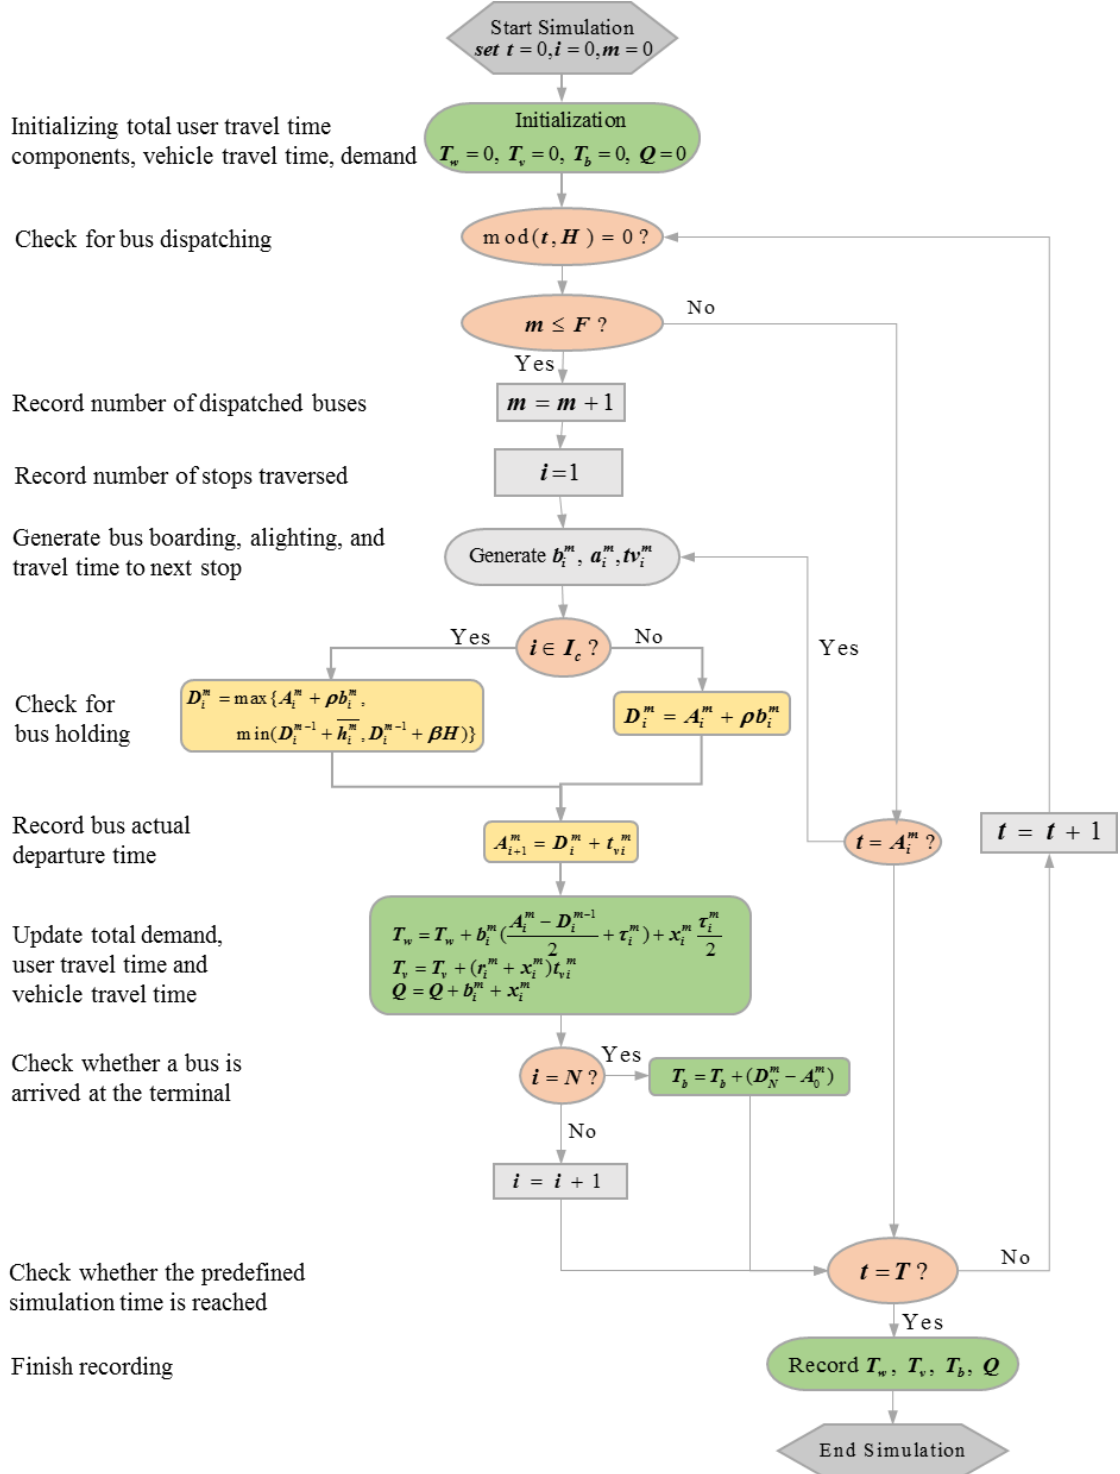 Start Simulation
set t = 0, i = 0, m = 0
Initializing total user travel time
components, vehicle travel time, demand
Initialization
T_w = 0, T_v = 0, T_b = 0, Q = 0
Check for bus dispatching
mod(t, H) = 0 ?
m ≤ F ?
No
Yes
Record number of dispatched buses
m = m + 1
Record number of stops traversed
i = 1
Generate bus boarding, alighting, and
travel time to next stop
Generate b_i^m, a_i^m, tv_i^m
i ∈ I_c ?
Yes
No
Yes
Check for
bus holding
D_i^m = max{A_i^m + ρb_i^m,
min(D_i^{m-1} + \overline{h_i^m}, D_i^{m-1} + βH)}
D_i^m = A_i^m + ρb_i^m
Record bus actual
departure time
A_{i+1}^m = D_i^m + t_{vi}^m
t = A_i^m ?
t = t + 1
Update total demand,
user travel time and
vehicle travel time
T_w = T_w + b_i^m((A_i^m − D_i^{m-1})/2 + τ_i^m) + x_i^m τ_i^m/2
T_v = T_v + (r_i^m + x_i^m)t_{vi}^m
Q = Q + b_i^m + x_i^m
Check whether a bus is
arrived at the terminal
i = N ?
Yes
T_b = T_b + (D_N^m − A_0^m)
No
i = i + 1
Check whether the predefined
simulation time is reached
t = T ?
No
Yes
Finish recording
Record T_w, T_v, T_b, Q
End Simulation